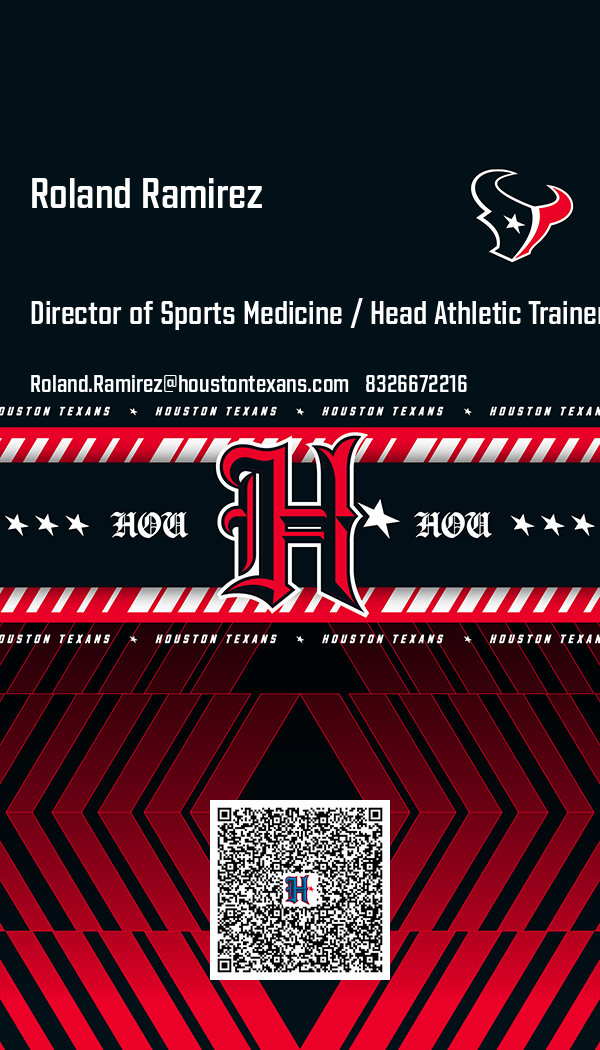 Roland Ramirez
Director of Sports Medicine / Head Athletic Trainer
Roland.Ramirez@houstontexans.com 8326672216
HOUSTON TEXANS HOUSTON TEXANS HOUSTON TEXANS HOUSTON TEXANS
HOU H HOU
HOUSTON TEXANS HOUSTON TEXANS HOUSTON TEXANS HOUSTON TEXANS
H